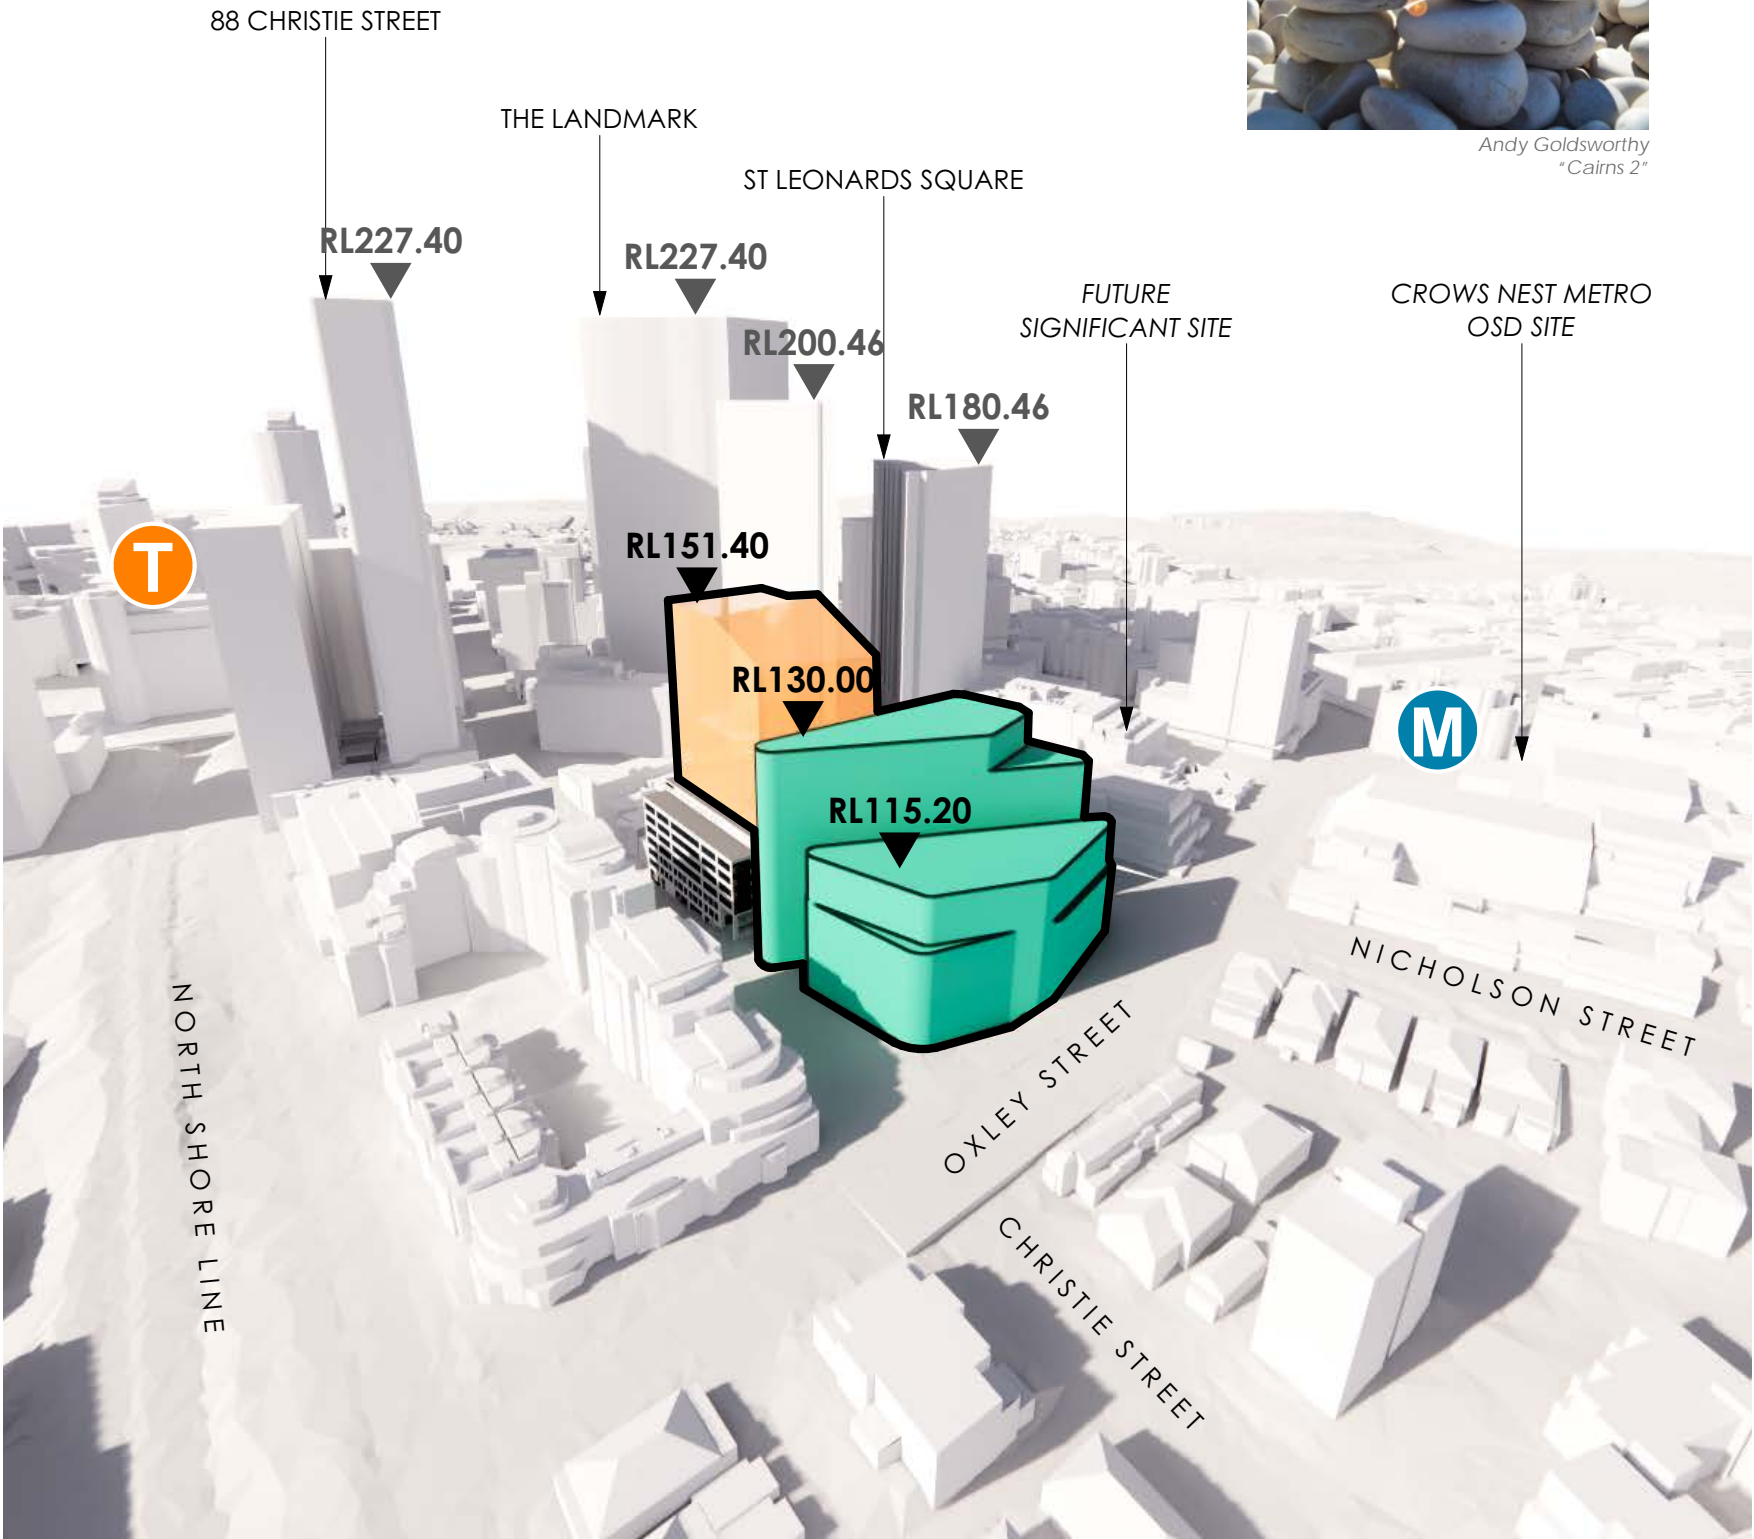 88 CHRISTIE STREET
THE LANDMARK
Andy Goldsworthy
"Cairns 2"
ST LEONARDS SQUARE
RL227.40
RL227.40
FUTURE
SIGNIFICANT SITE
CROWS NEST METRO
OSD SITE
RL200.46
RL180.46
T
RL151.40
RL130.00
M
RL115.20
NICHOLSON STREET
NORTH SHORE LINE
OXLEY STREET
CHRISTIE STREET